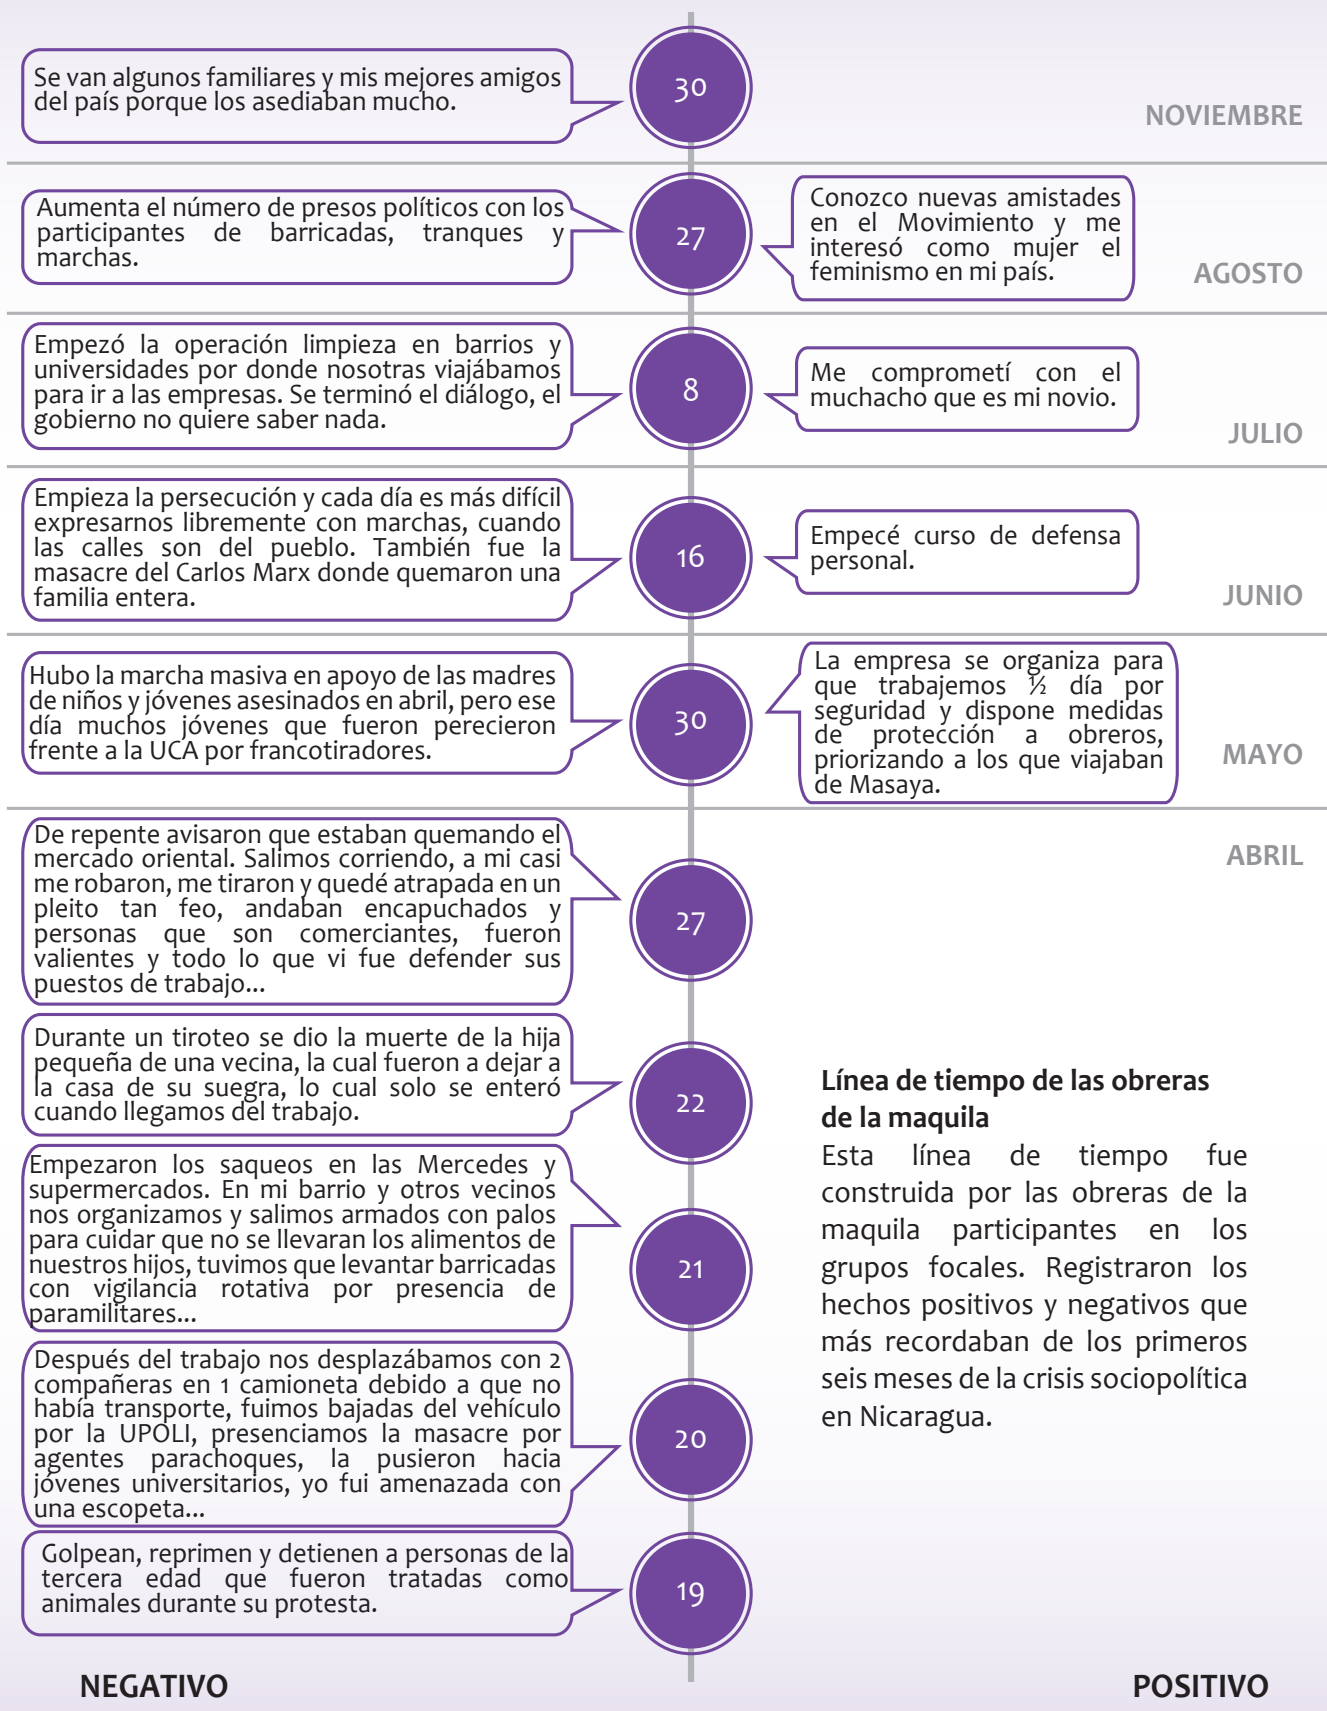 Se van algunos familiares y mis mejores amigos
del país porque los asediaban mucho.
30
NOVIEMBRE
Aumenta el número de presos políticos con los
participantes de barricadas, tranques y
marchas.
27
Conozco nuevas amistades
en el Movimiento y me
interesó como mujer el
feminismo en mi país.
AGOSTO
Empezó la operación limpieza en barrios y
universidades por donde nosotras viajábamos
para ir a las empresas. Se terminó el diálogo, el
gobierno no quiere saber nada.
8
Me comprometí con el
muchacho que es mi novio.
JULIO
Empieza la persecución y cada día es más difícil
expresarnos libremente con marchas, cuando
las calles son del pueblo. También fue la
masacre del Carlos Marx donde quemaron una
familia entera.
16
Empecé curso de defensa
personal.
JUNIO
Hubo la marcha masiva en apoyo de las madres
de niños y jóvenes asesinados en abril, pero ese
día muchos jóvenes que fueron perecieron
frente a la UCA por francotiradores.
30
La empresa se organiza para
que trabajemos ½ día por
seguridad y dispone medidas
de protección a obreros,
priorizando a los que viajaban
de Masaya.
MAYO
ABRIL
De repente avisaron que estaban quemando el
mercado oriental. Salimos corriendo, a mi casi
me robaron, me tiraron y quedé atrapada en un
pleito tan feo, andaban encapuchados y
personas que son comerciantes, fueron
valientes y todo lo que vi fue defender sus
puestos de trabajo...
27
Durante un tiroteo se dio la muerte de la hija
pequeña de una vecina, la cual fueron a dejar a
la casa de su suegra, lo cual solo se enteró
cuando llegamos del trabajo.
22
Empezaron los saqueos en las Mercedes y
supermercados. En mi barrio y otros vecinos
nos organizamos y salimos armados con palos
para cuidar que no se llevaran los alimentos de
nuestros hijos, tuvimos que levantar barricadas
con vigilancia rotativa por presencia de
paramilitares...
21
Después del trabajo nos desplazábamos con 2
compañeras en 1 camioneta debido a que no
había transporte, fuimos bajadas del vehículo
por la UPOLI, presenciamos la masacre por
agentes parachoques, la pusieron hacia
jóvenes universitarios, yo fui amenazada con
una escopeta...
20
Golpean, reprimen y detienen a personas de la
tercera edad que fueron tratadas como
animales durante su protesta.
19
Línea de tiempo de las obreras
de la maquila
Esta línea de tiempo fue
construida por las obreras de la
maquila participantes en los
grupos focales. Registraron los
hechos positivos y negativos que
más recordaban de los primeros
seis meses de la crisis sociopolítica
en Nicaragua.
NEGATIVO
POSITIVO